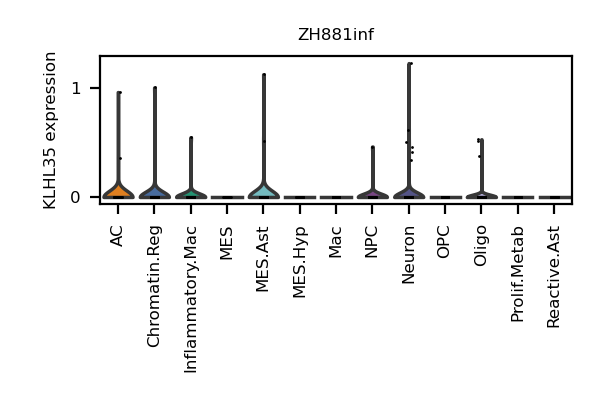 ZH881inf
KLHL35 expression
1
0
AC
Chromatin.Reg
Inflammatory.Mac
MES
MES.Ast
MES.Hyp
Mac
NPC
Neuron
OPC
Oligo
Prolif.Metab
Reactive.Ast